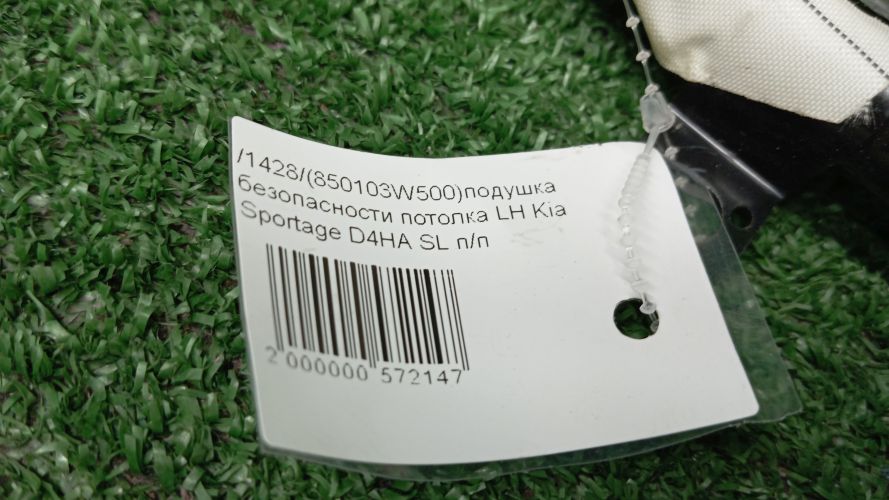 /1428/(850103W500)подушка
безопасности потолка LH Kia
Sportage D4HA SL п/п
2 000000 572147